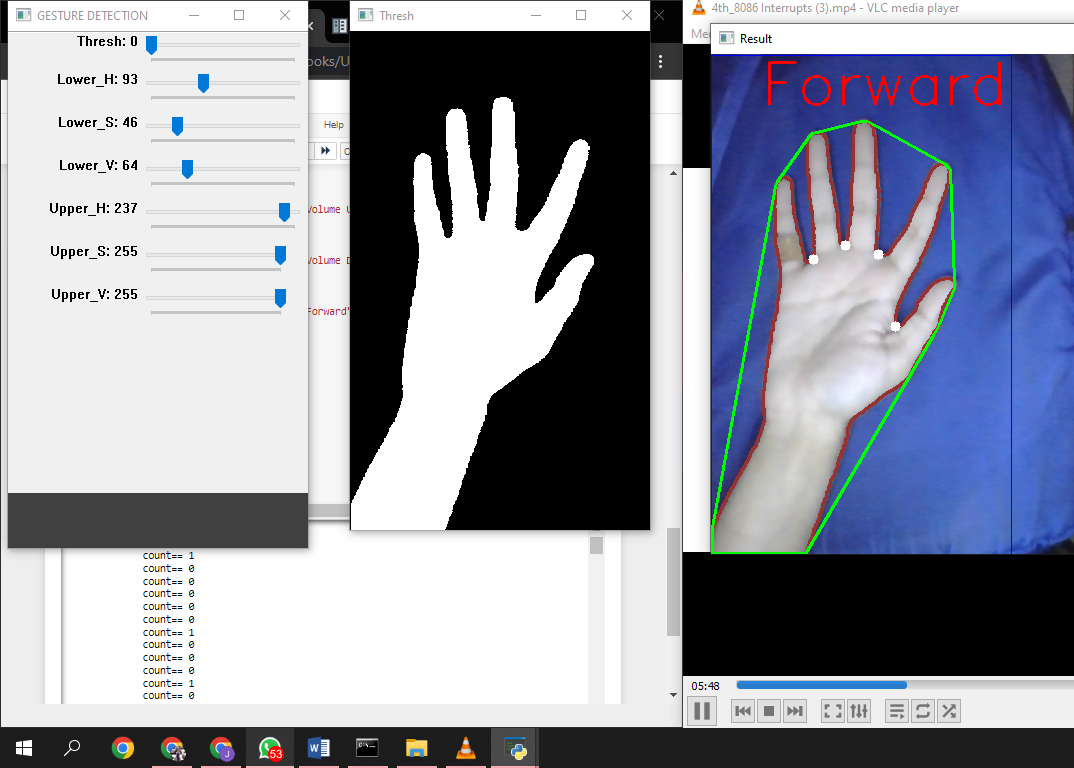 GESTURE DETECTION
Thresh: 0
Lower_H: 93
Lower_S: 46
Lower_V: 64
Upper_H: 237
Upper_S: 255
Upper_V: 255
Thresh
4th_8086 Interrupts (3).mp4 - VLC media player
Me
Result
Forward
ooks/U
Help
C
Volume U
Volume D
Forward"
count== 1
count== 0
count== 0
count== 0
count== 0
count== 0
count== 1
count== 0
count== 0
count== 0
count== 1
count== 0
05:48
53
J
W